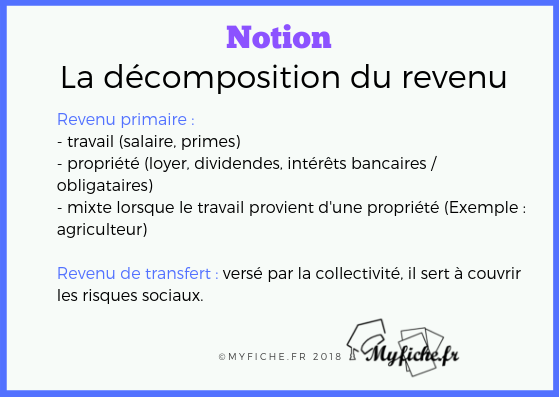 Notion
La décomposition du revenu
Revenu primaire :
- travail (salaire, primes)
- propriété (loyer, dividendes, intérêts bancaires /
obligataires)
- mixte lorsque le travail provient d'une propriété (Exemple :
agriculteur)
Revenu de transfert : versé par la collectivité, il sert à couvrir
les risques sociaux.
©MYFICHE.FR 2018
Myfiche.fr